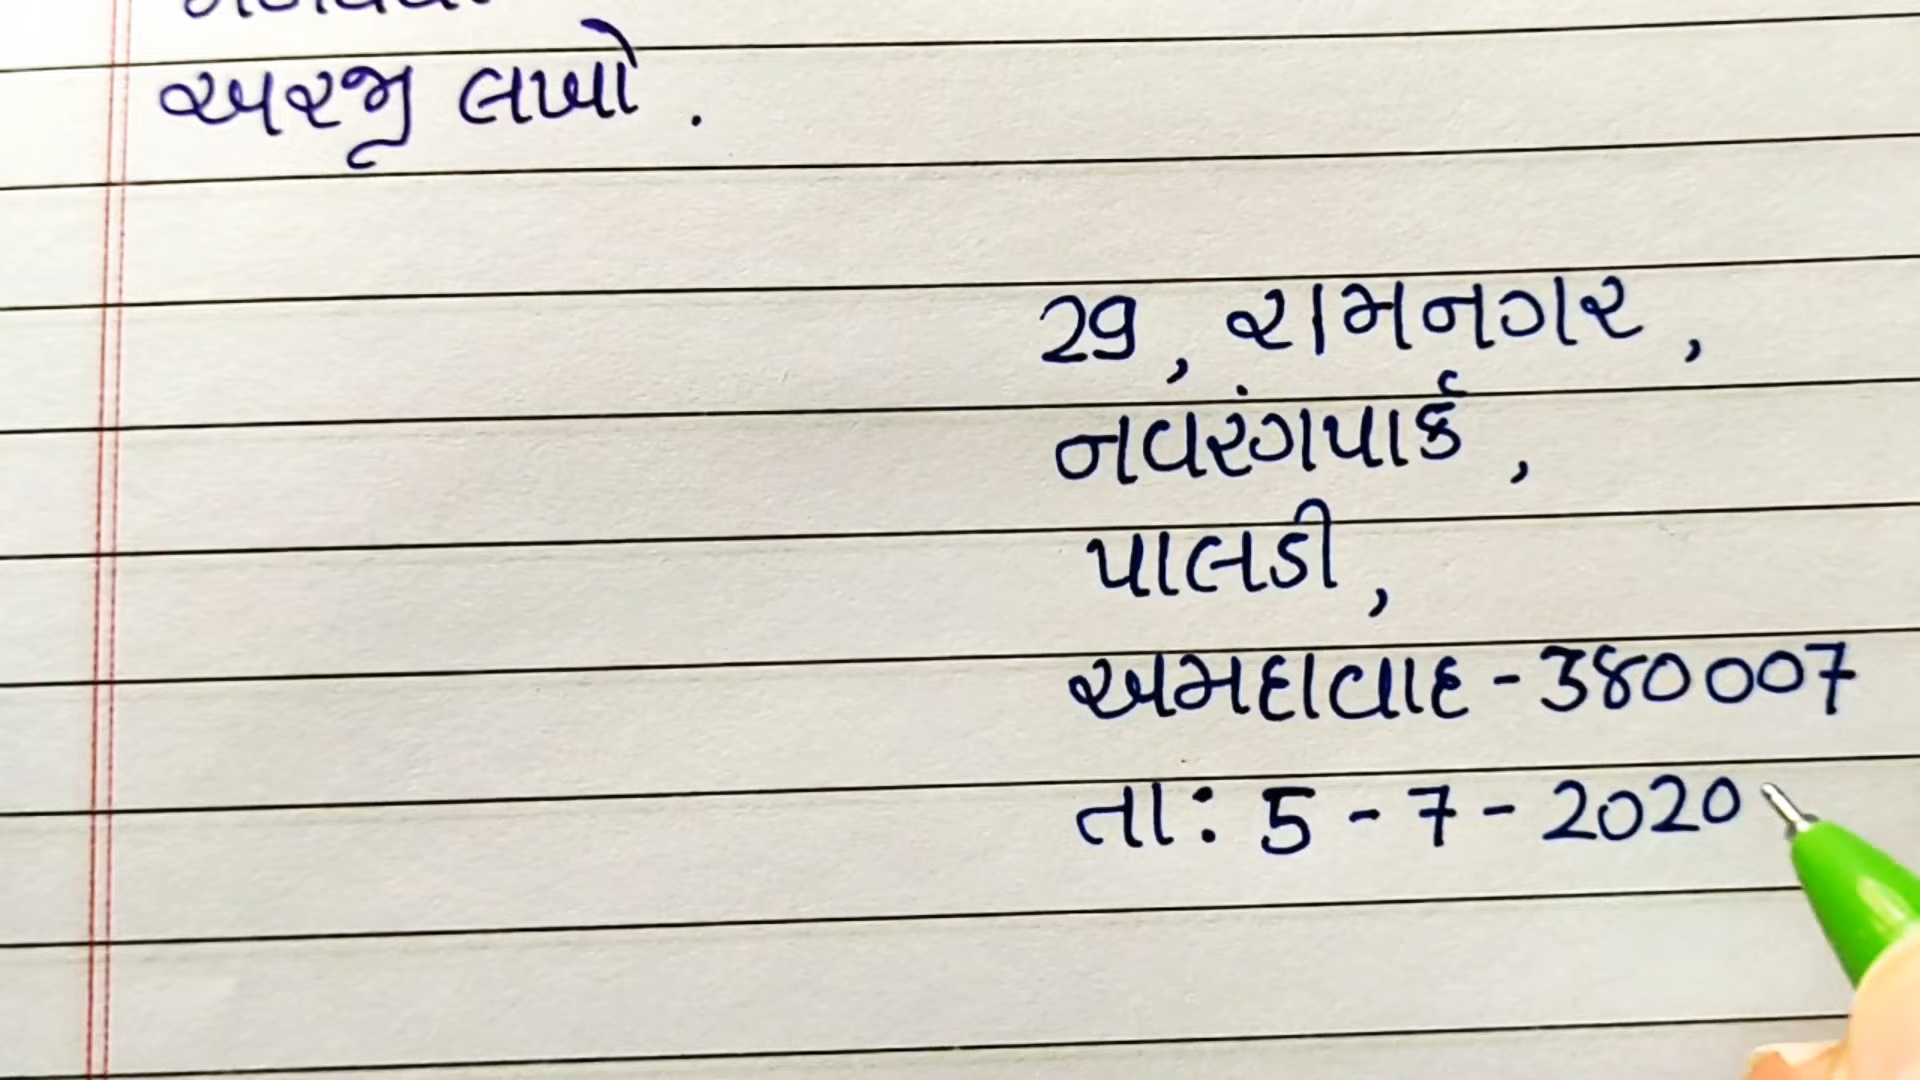 અરજી લખો .
29, રામનગર,
નવરંગપાર્ક,
પાલડી,
અમદાવાદ - 380007
તા: 5 - 7 - 2020